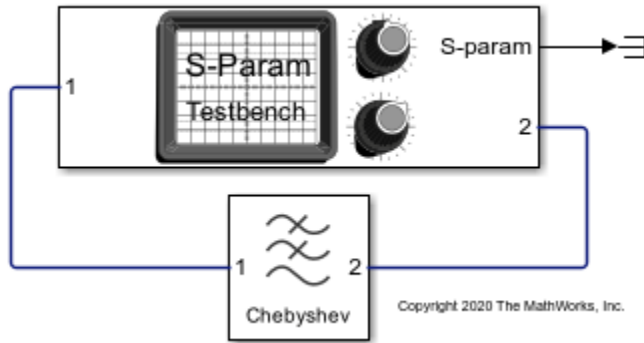 S-Param
Testbench
S-param
1
2
1
2
Chebyshev
Copyright 2020 The MathWorks, Inc.